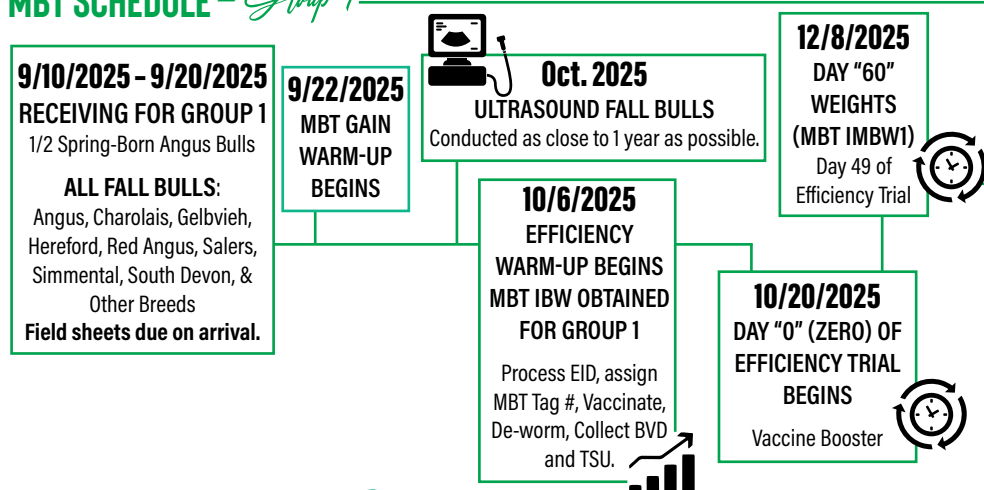 MBT SCHEDULE – Group 1
9/10/2025 – 9/20/2025
RECEIVING FOR GROUP 1
1/2 Spring-Born Angus Bulls
ALL FALL BULLS:
Angus, Charolais, Gelbvieh,
Hereford, Red Angus, Salers,
Simmental, South Devon, &
Other Breeds
Field sheets due on arrival.
9/22/2025
MBT GAIN
WARM-UP
BEGINS
Oct. 2025
ULTRASOUND FALL BULLS
Conducted as close to 1 year as possible.
10/6/2025
EFFICIENCY
WARM-UP BEGINS
MBT IBW OBTAINED
FOR GROUP 1
Process EID, assign
MBT Tag #, Vaccinate,
De-worm, Collect BVD
and TSU.
10/20/2025
DAY "0" (ZERO) OF
EFFICIENCY TRIAL
BEGINS
Vaccine Booster
12/8/2025
DAY "60"
WEIGHTS
(MBT IMBW1)
Day 49 of
Efficiency Trial